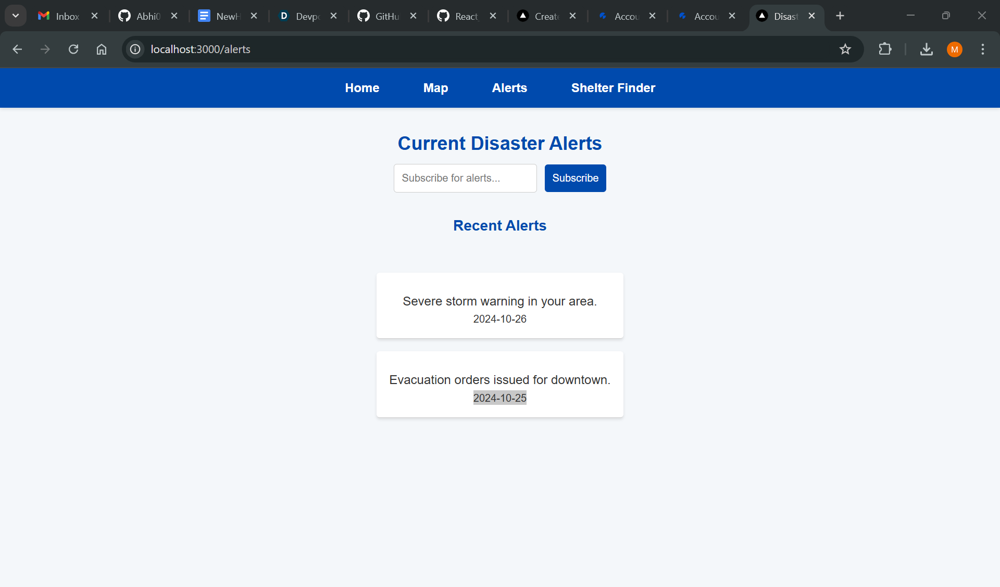 Inbox
Abhi0
NewH
D
Devpo
GitHu
React
Create
Accou
Accou
Disast
localhost:3000/alerts
M
Home Map Alerts Shelter Finder
Current Disaster Alerts
Subscribe for alerts... Subscribe
Recent Alerts
Severe storm warning in your area.
2024-10-26
Evacuation orders issued for downtown.
2024-10-25